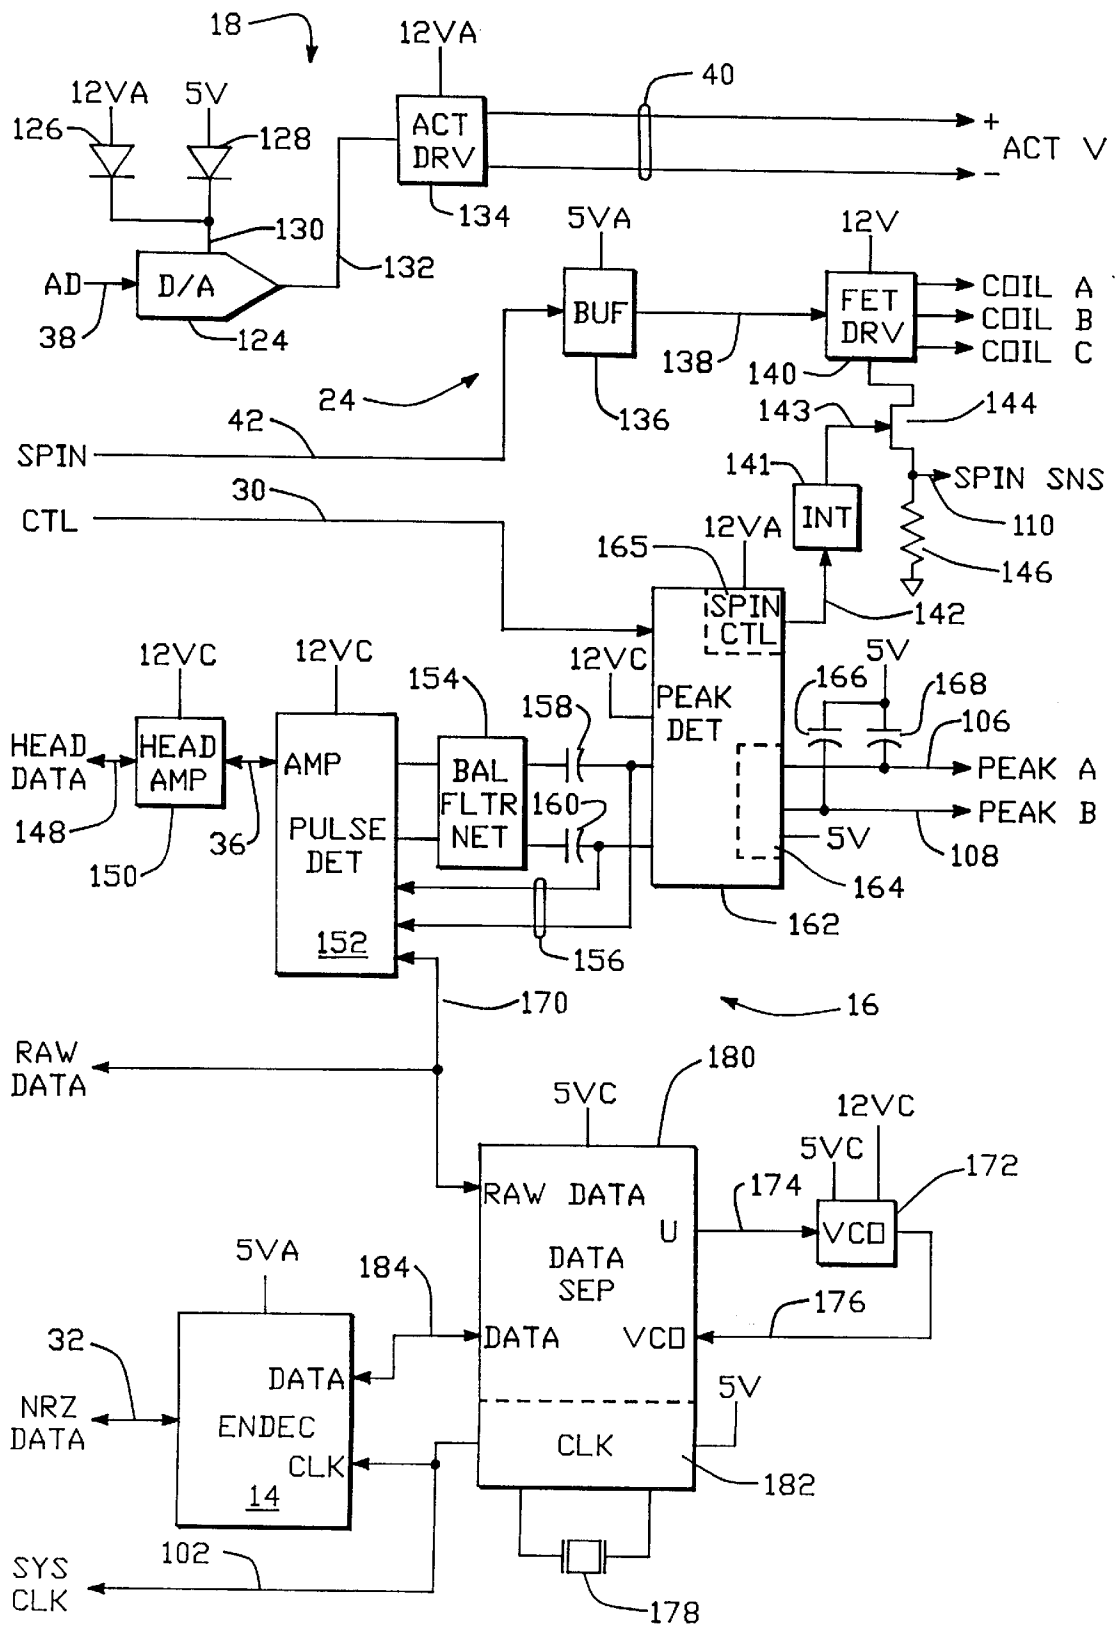 18
12VA
40
12VA
5V
126
128
ACT
DRV
+
ACT V
-
134
130
132
5VA
12V
AD
D/A
38
124
BUF
138
FET
DRV
COIL A
COIL B
COIL C
140
24
136
143
144
42
SPIN
141
SPIN SNS
30
CTL
INT
110
146
12VA
165
SPIN
CTL
142
12VC
12VC
12VC
154
158
PEAK
DET
5V
166
168
106
HEAD
DATA
HEAD
AMP
AMP
BAL
FLTR
NET
160
PEAK A
PEAK B
148
36
PULSE
DET
5V
108
150
164
152
162
156
170
16
RAW
DATA
180
5VC
12VC
5VC
172
RAW DATA
174
U
VCO
5VA
184
DATA
SEP
176
32
DATA
VCO
DATA
5V
NRZ
DATA
ENDEC
CLK
CLK
14
182
102
SYS
CLK
178